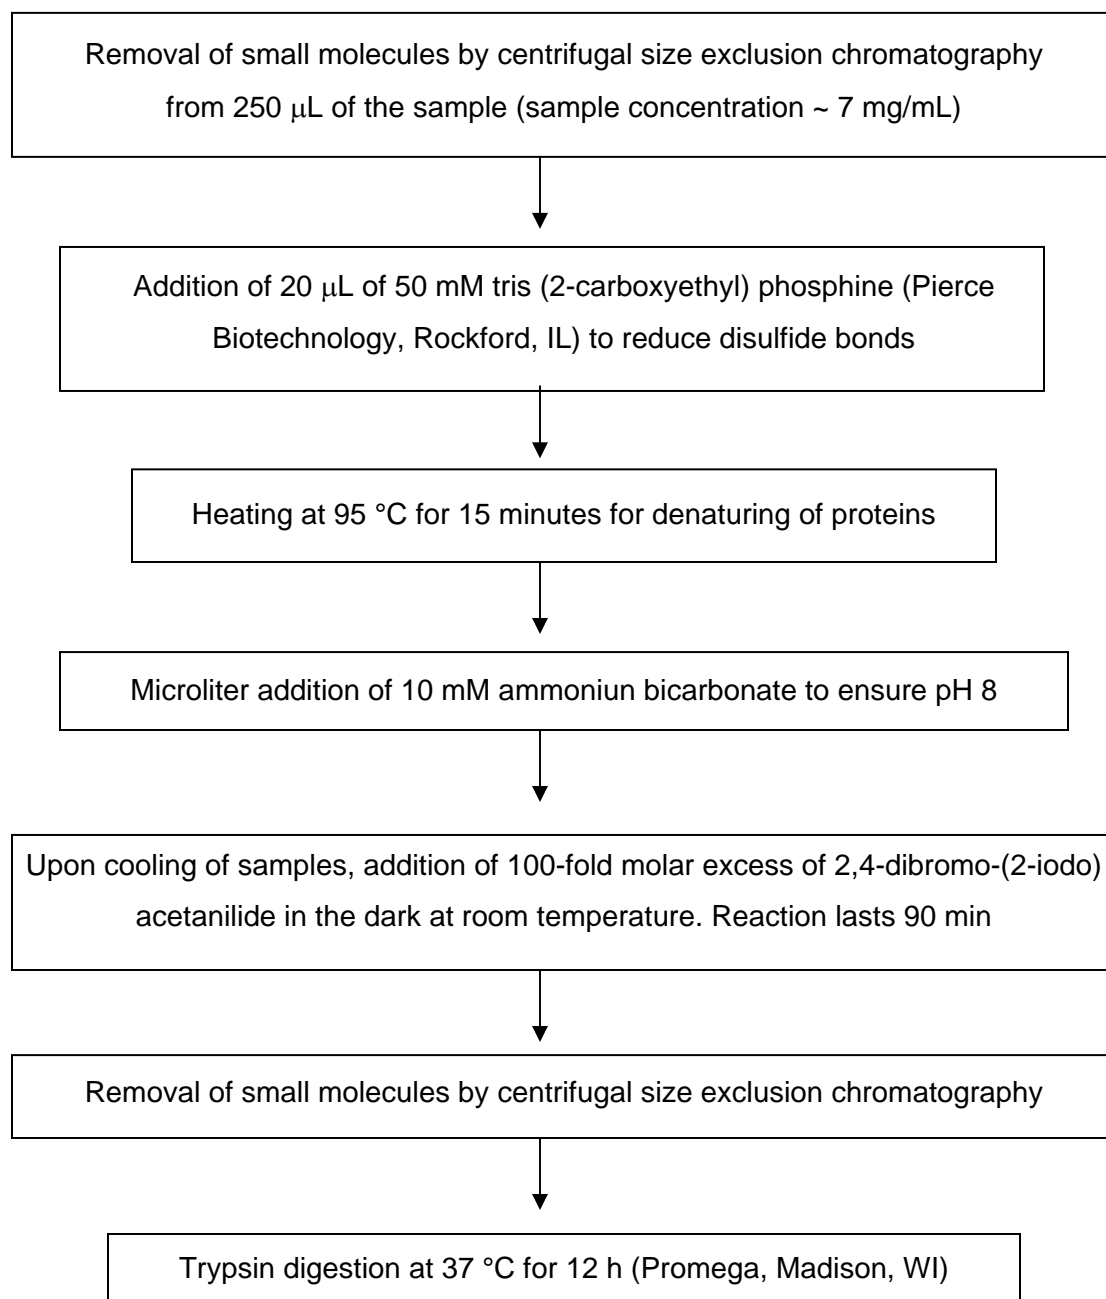 Removal of small molecules by centrifugal size exclusion chromatography
from 250 μL of the sample (sample concentration ~ 7 mg/mL)
Addition of 20 μL of 50 mM tris (2-carboxyethyl) phosphine (Pierce
Biotechnology, Rockford, IL) to reduce disulfide bonds
Heating at 95 °C for 15 minutes for denaturing of proteins
Microliter addition of 10 mM ammoniun bicarbonate to ensure pH 8
Upon cooling of samples, addition of 100-fold molar excess of 2,4-dibromo-(2-iodo)
acetanilide in the dark at room temperature. Reaction lasts 90 min
Removal of small molecules by centrifugal size exclusion chromatography
Trypsin digestion at 37 °C for 12 h (Promega, Madison, WI)